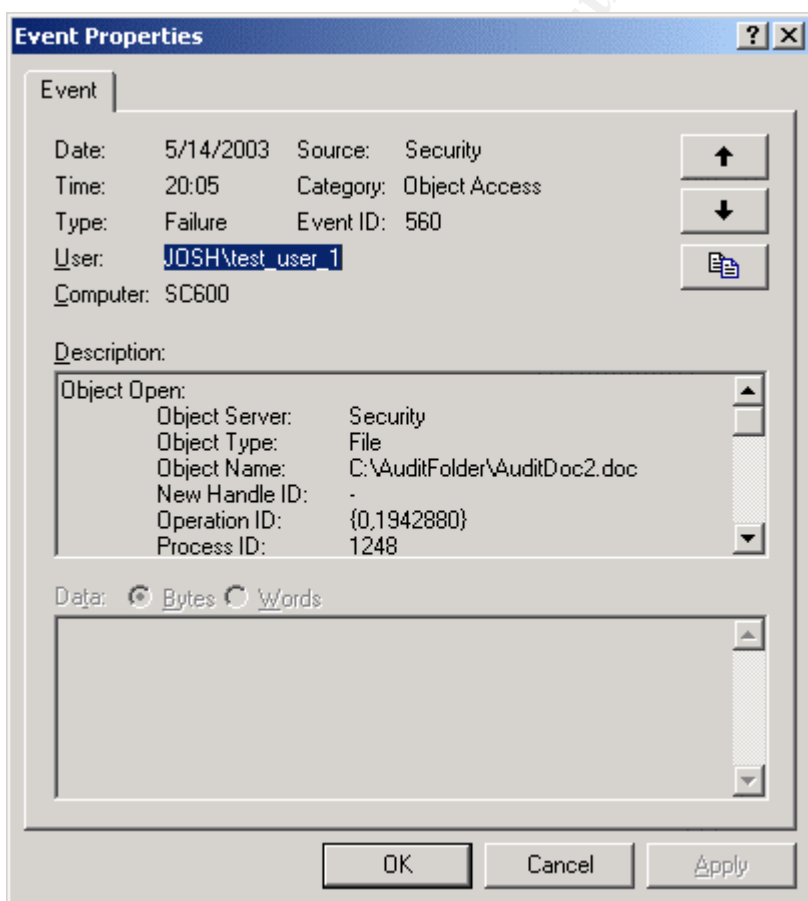 Event Properties
Event
Date: 5/14/2003 Source: Security
Time: 20:05 Category: Object Access
Type: Failure Event ID: 560
User: JOSH\test_user_1
Computer: SC600
Description:
Object Open:
Object Server: Security
Object Type: File
Object Name: C:\AuditFolder\AuditDoc2.doc
New Handle ID: -
Operation ID: {0,1942880}
Process ID: 1248
Data: Bytes Words
OK Cancel Apply